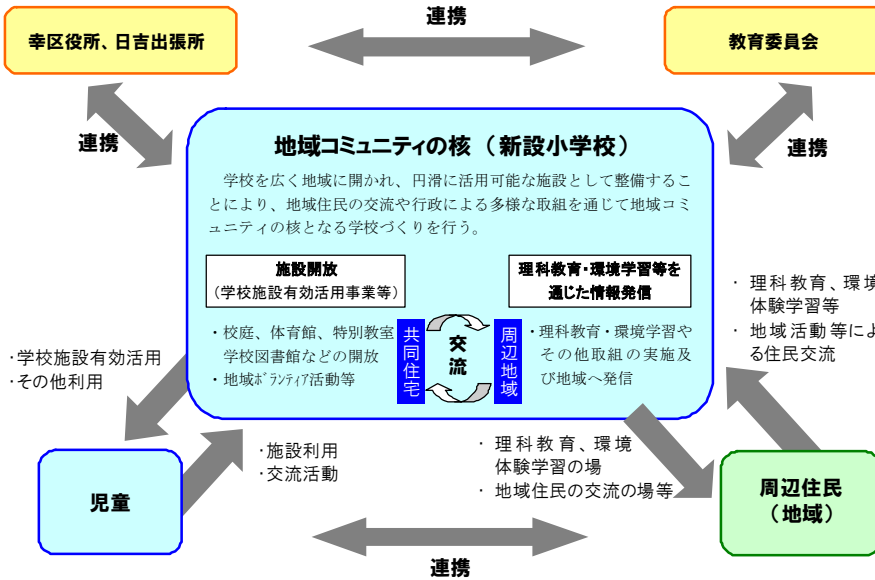 連携
幸区役所、日吉出張所
教育委員会
連携
連携
地域コミュニティの核（新設小学校）
学校を広く地域に開かれ、円滑に活用可能な施設として整備するこ
とにより、地域住民の交流や行政による多様な取組を通じて地域コミ
ュニティの核となる学校づくりを行う。
施設開放
（学校施設有効活用事業等）
理科教育・環境学習等を
通じた情報発信
・校庭、体育館、特別教室
学校図書館などの開放
・地域ﾎﾞﾗﾝﾃｨｱ活動等
共同住宅
交流
周辺地域
・理科教育・環境学習や
その他取組の実施及
び地域へ発信
・理科教育、環境
体験学習等
・地域活動等によ
る住民交流
・学校施設有効活用
・その他利用
・施設利用
・交流活動
・理科教育、環境
体験学習の場
・地域住民の交流の場等
児童
周辺住民
（地域）
連携